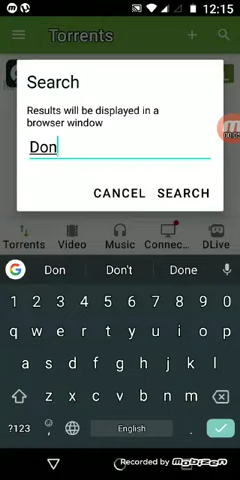 12:15
Torrents
Search
Results will be displayed in a
browser window
Don
CANCEL SEARCH
Torrents Video Music Connec... DLive
G Don Don't Done
1 2 3 4 5 6 7 8 9 0
q w e r t y u i o p
a s d f g h j k l
z x c v b n m
?123 , English .
Recorded by mobizen